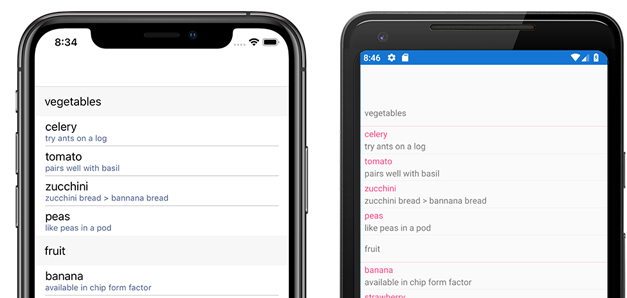 8:34
vegetables
celery
try ants on a log
tomato
pairs well with basil
zucchini
zucchini bread > bannana bread
peas
like peas in a pod
fruit
banana
available in chip form factor
8:46
vegetables
celery
try ants on a log
tomato
pairs well with basil
zucchini
zucchini bread > bannana bread
peas
like peas in a pod
fruit
banana
available in chip form factor
strawberry